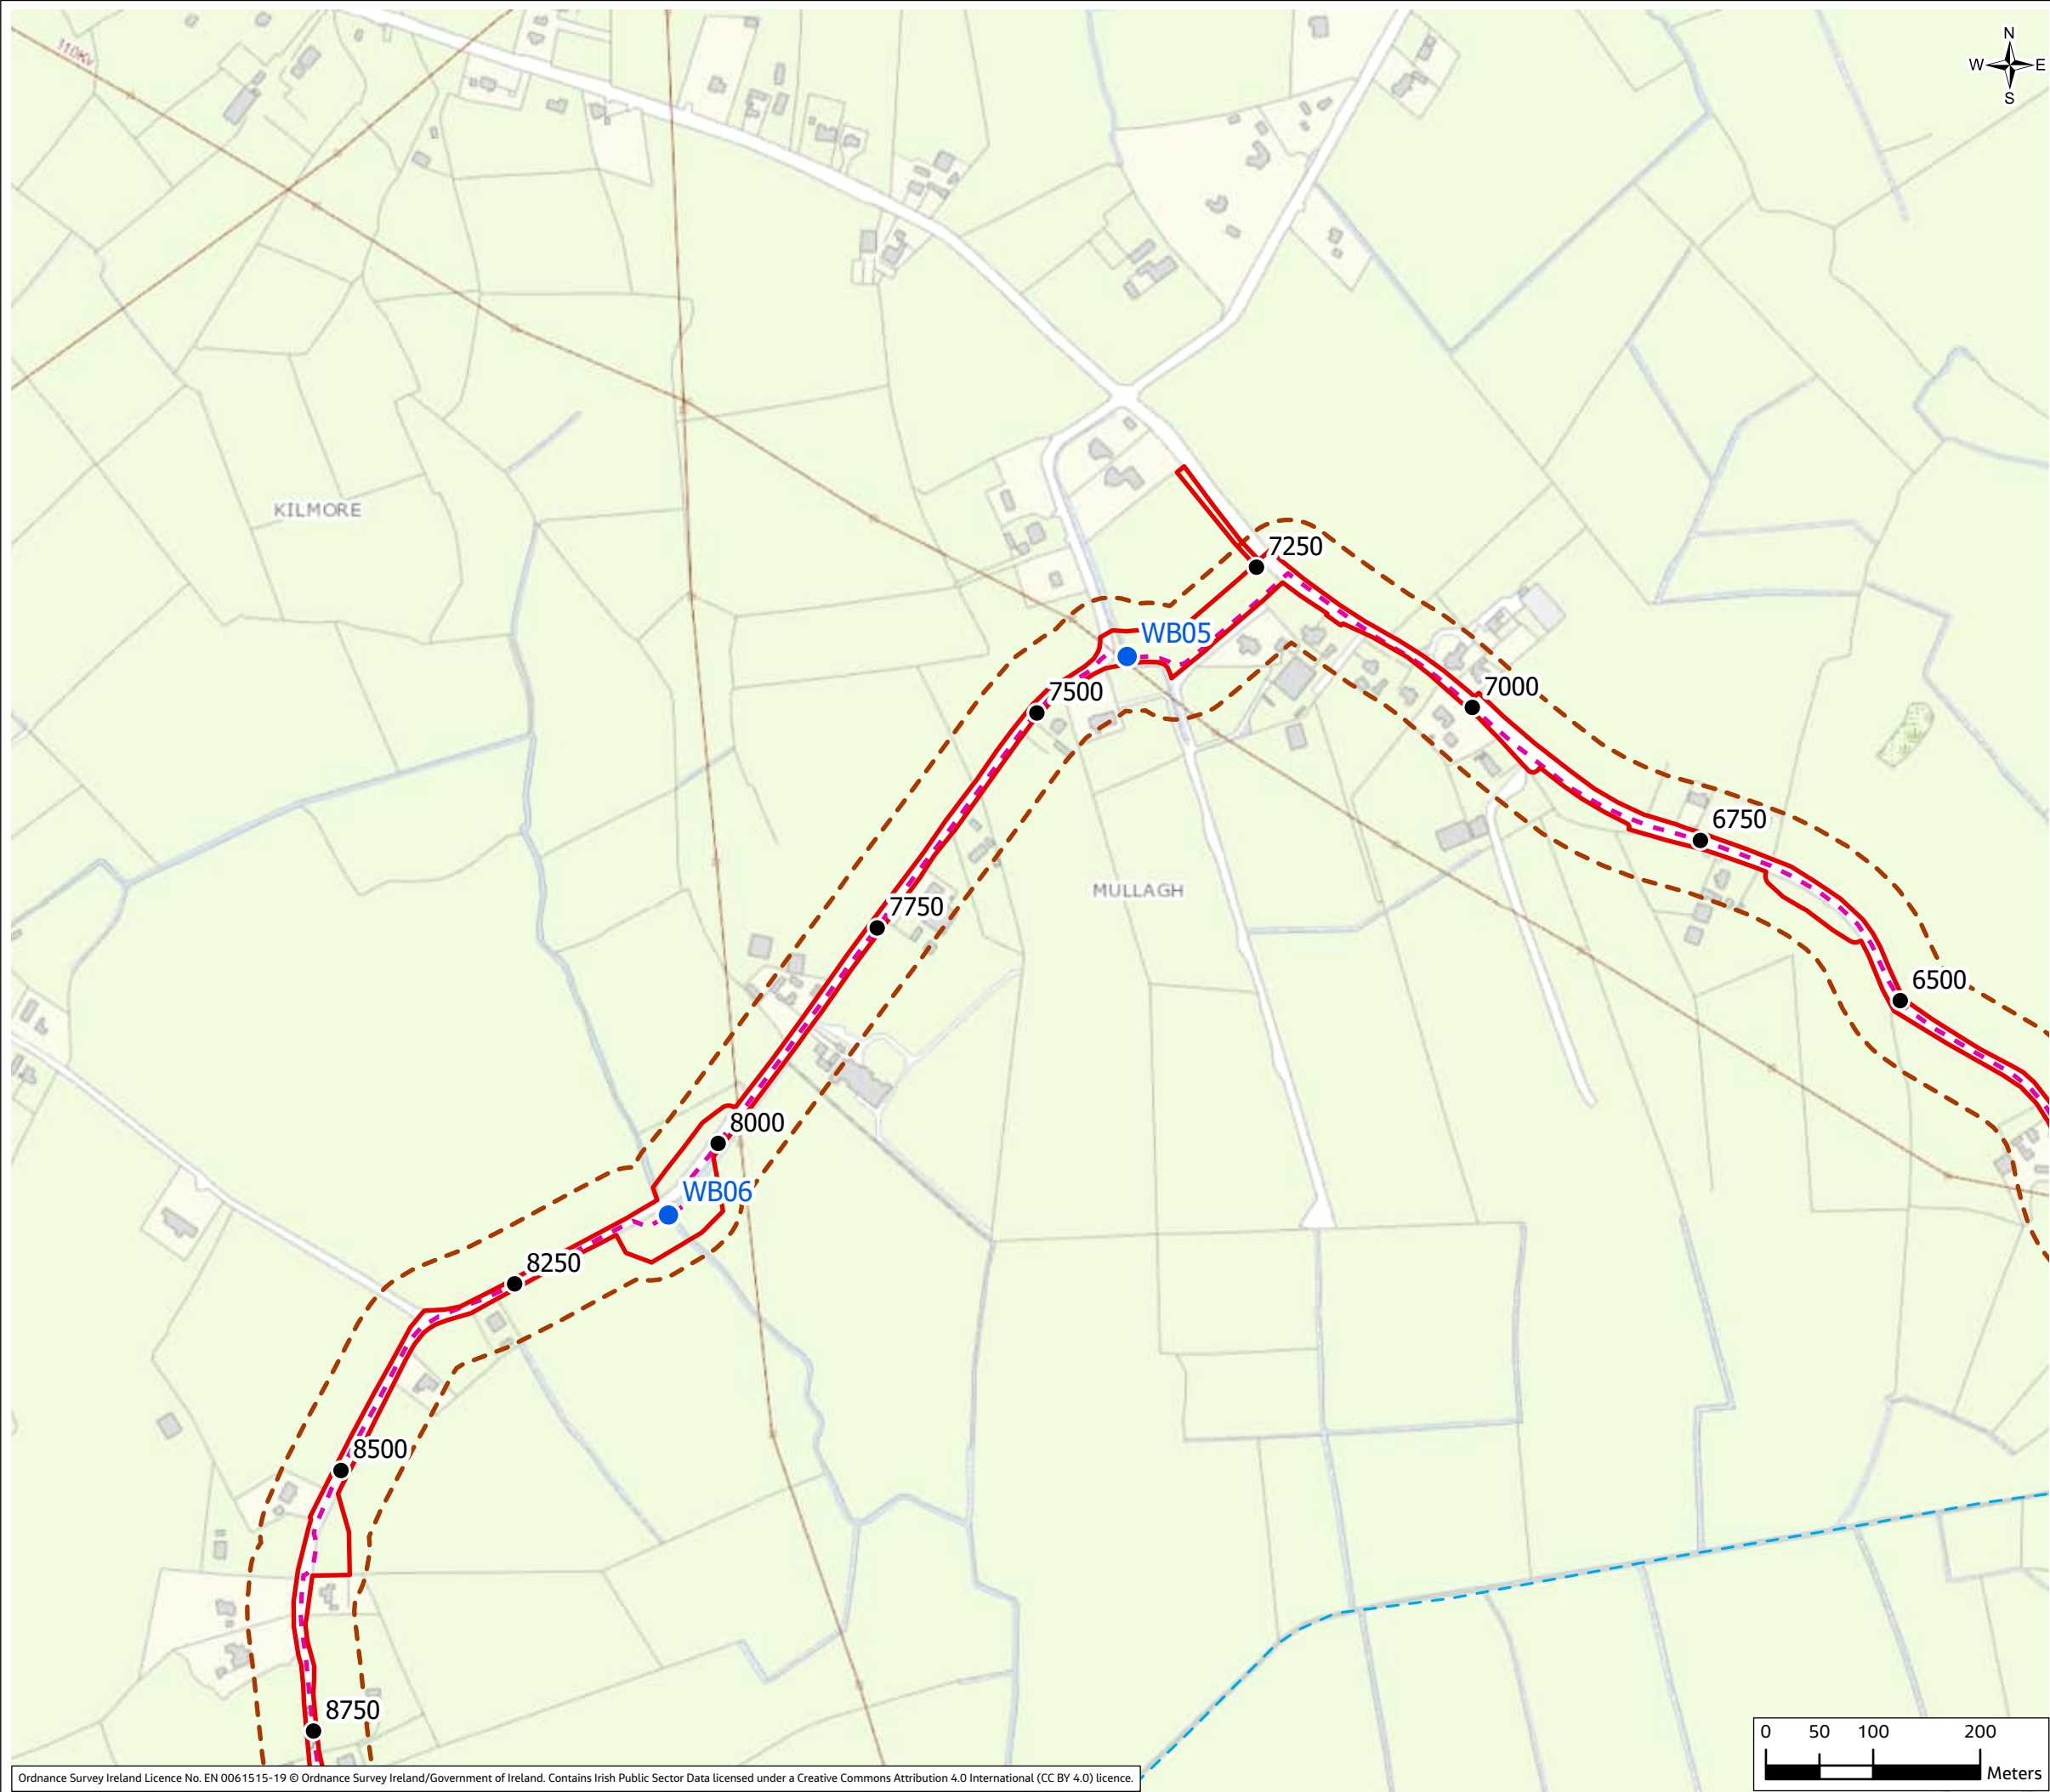 110Kv
N
W E
S
KILMORE
7250
WB05
7500
7000
6750
7750
MULLAGH
6500
8000
WB06
8250
8500
8750
0 50 100 200
Meters
Ordnance Survey Ireland Licence No. EN 0061515-19 © Ordnance Survey Ireland/Government of Ireland. Contains Irish Public Sector Data licensed under a Creative Commons Attribution 4.0 International (CC BY 4.0) licence.